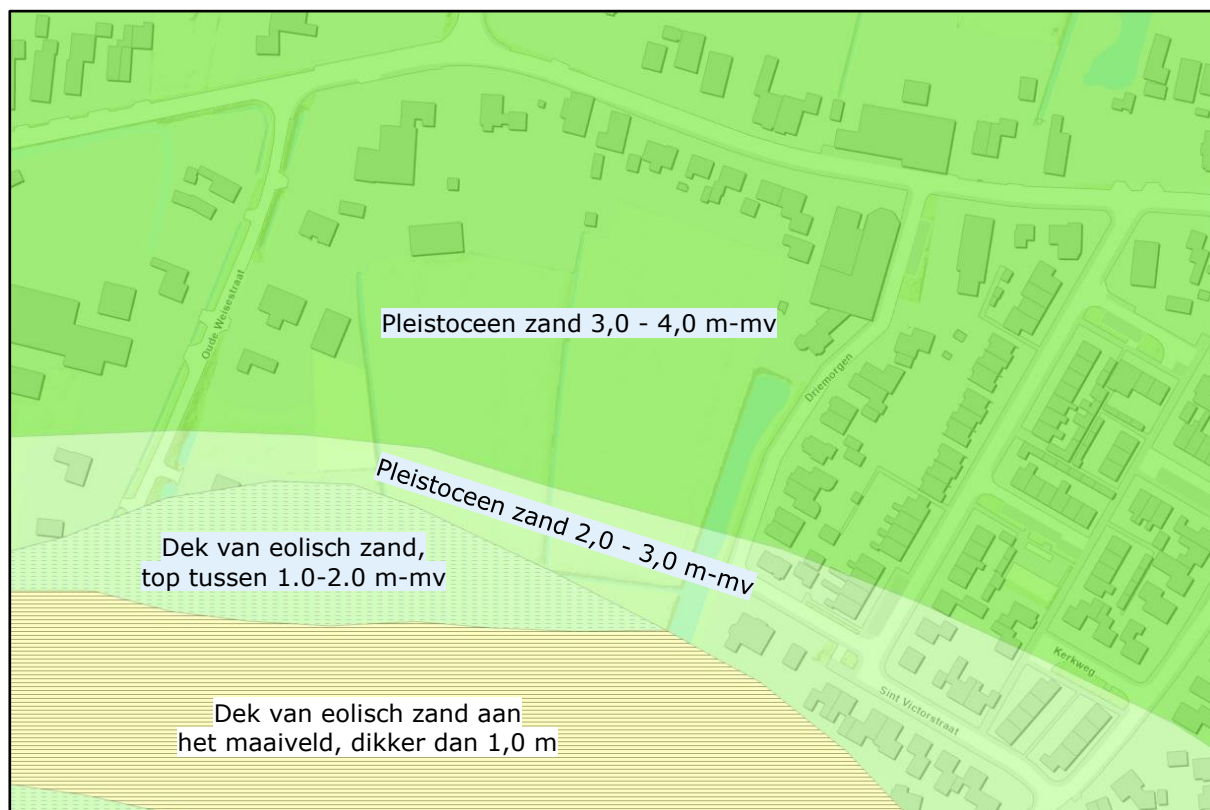 Oude Weisestraat
Pleistoceen zand 3,0 - 4,0 m-mv
Driemorgen
Pleistoceen zand 2,0 - 3,0 m-mv
Dek van eolisch zand,
top tussen 1.0-2.0 m-mv
Kerkweg
Sint Victorstraat
Dek van eolisch zand aan
het maaiveld, dikker dan 1,0 m